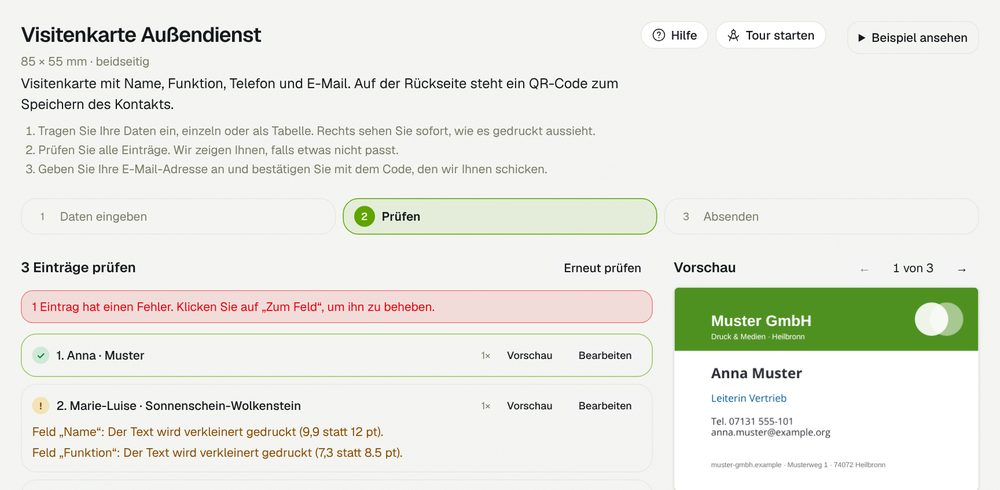 Visitenkarte Außendienst
Hilfe
Tour starten
Beispiel ansehen
85 × 55 mm · beidseitig
Visitenkarte mit Name, Funktion, Telefon und E-Mail. Auf der Rückseite steht ein QR-Code zum
Speichern des Kontakts.
1. Tragen Sie Ihre Daten ein, einzeln oder als Tabelle. Rechts sehen Sie sofort, wie es gedruckt aussieht.
2. Prüfen Sie alle Einträge. Wir zeigen Ihnen, falls etwas nicht passt.
3. Geben Sie Ihre E-Mail-Adresse an und bestätigen Sie mit dem Code, den wir Ihnen schicken.
1 Daten eingeben
2 Prüfen
3 Absenden
3 Einträge prüfen
Erneut prüfen
1 Eintrag hat einen Fehler. Klicken Sie auf „Zum Feld“, um ihn zu beheben.
1. Anna · Muster
1×
Vorschau
Bearbeiten
! 2. Marie-Luise · Sonnenschein-Wolkenstein
1×
Vorschau
Bearbeiten
Feld „Name“: Der Text wird verkleinert gedruckt (9,9 statt 12 pt).
Feld „Funktion“: Der Text wird verkleinert gedruckt (7,3 statt 8.5 pt).
Vorschau
← 1 von 3 →
Muster GmbH
Druck & Medien · Heilbronn
Anna Muster
Leiterin Vertrieb
Tel. 07131 555-101
anna.muster@example.org
muster-gmbh.example · Musterweg 1 · 74072 Heilbronn